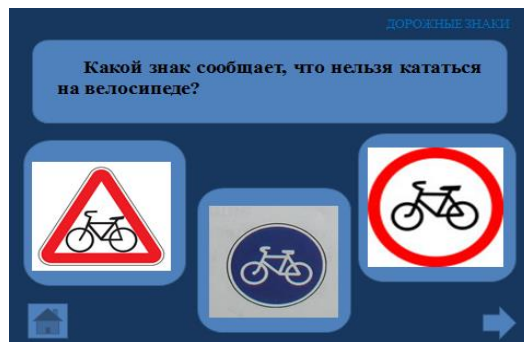 ДОРОЖНЫЕ ЗНАКИ
Какой знак сообщает, что нельзя кататься
на велосипеде?